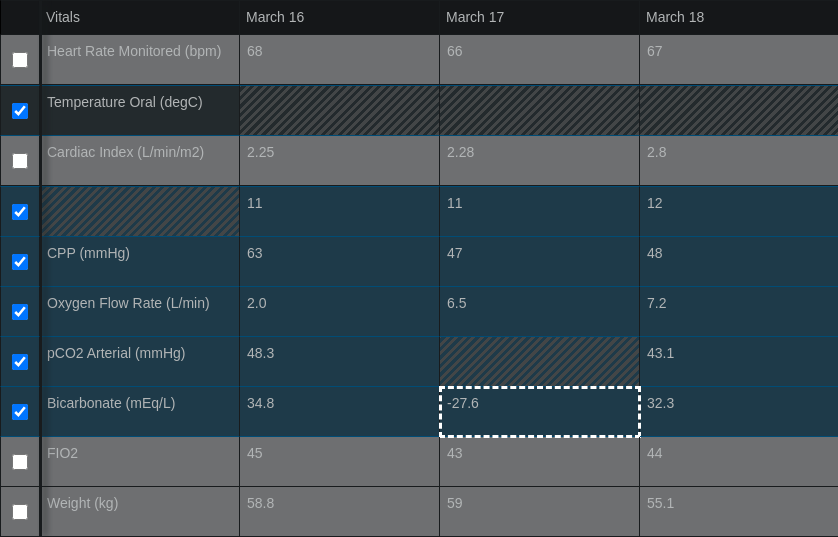 Vitals March 16 March 17 March 18
Heart Rate Monitored (bpm) 68 66 67
Temperature Oral (degC)
Cardiac Index (L/min/m2) 2.25 2.28 2.8
11 11 12
CPP (mmHg) 63 47 48
Oxygen Flow Rate (L/min) 2.0 6.5 7.2
pCO2 Arterial (mmHg) 48.3 43.1
Bicarbonate (mEq/L) 34.8 -27.6 32.3
FIO2 45 43 44
Weight (kg) 58.8 59 55.1